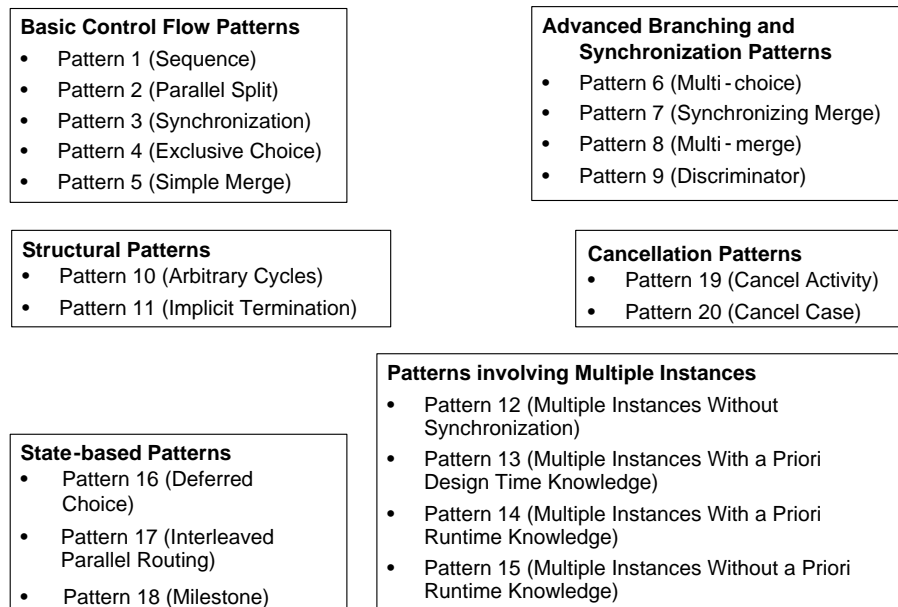 Basic Control Flow Patterns
• Pattern 1 (Sequence)
• Pattern 2 (Parallel Split)
• Pattern 3 (Synchronization)
• Pattern 4 (Exclusive Choice)
• Pattern 5 (Simple Merge)
Advanced Branching and
Synchronization Patterns
• Pattern 6 (Multi-choice)
• Pattern 7 (Synchronizing Merge)
• Pattern 8 (Multi-merge)
• Pattern 9 (Discriminator)
Structural Patterns
• Pattern 10 (Arbitrary Cycles)
• Pattern 11 (Implicit Termination)
Cancellation Patterns
• Pattern 19 (Cancel Activity)
• Pattern 20 (Cancel Case)
State-based Patterns
• Pattern 16 (Deferred
Choice)
• Pattern 17 (Interleaved
Parallel Routing)
• Pattern 18 (Milestone)
Patterns involving Multiple Instances
• Pattern 12 (Multiple Instances Without
Synchronization)
• Pattern 13 (Multiple Instances With a Priori
Design Time Knowledge)
• Pattern 14 (Multiple Instances With a Priori
Runtime Knowledge)
• Pattern 15 (Multiple Instances Without a Priori
Runtime Knowledge)